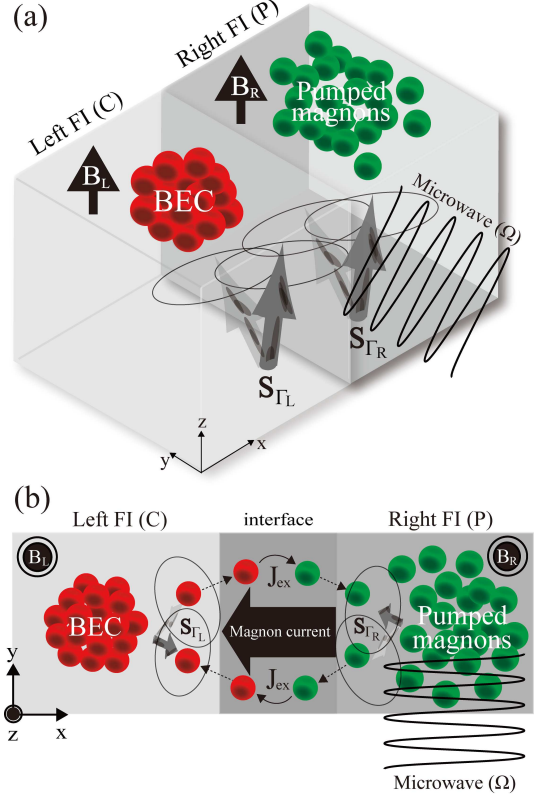 (a)
Right FI (P)
Left FI (C)
B_R
B_L
Pumped
magnons
BEC
Microwave (Ω)
S_Γ_R
S_Γ_L
z
y
x
(b)
Left FI (C)
interface
Right FI (P)
B_L
B_R
J_ex
BEC
S_Γ_L
Magnon current
S_Γ_R
Pumped
magnons
J_ex
y
z
x
Microwave (Ω)